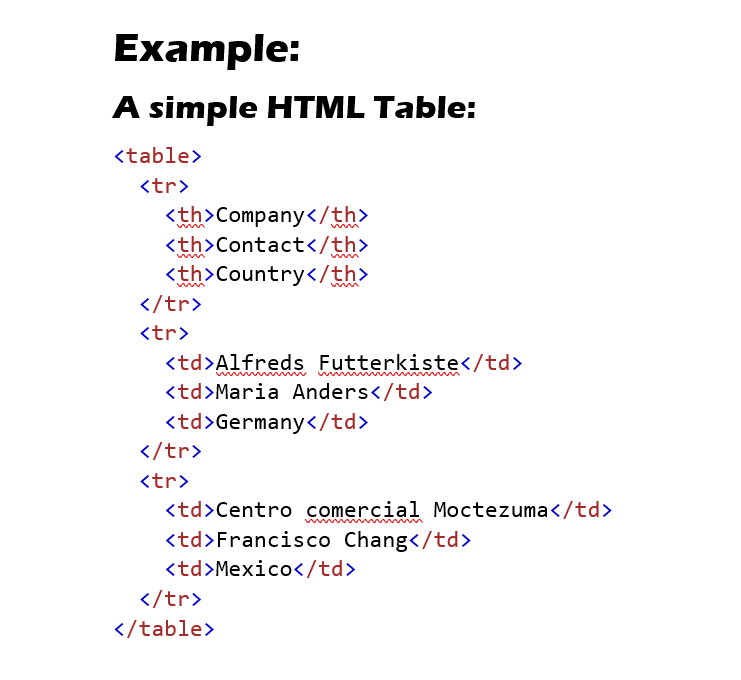 Example:
A simple HTML Table:
<table>
  <tr>
    <th>Company</th>
    <th>Contact</th>
    <th>Country</th>
  </tr>
  <tr>
    <td>Alfreds Futterkiste</td>
    <td>Maria Anders</td>
    <td>Germany</td>
  </tr>
  <tr>
    <td>Centro comercial Moctezuma</td>
    <td>Francisco Chang</td>
    <td>Mexico</td>
  </tr>
</table>